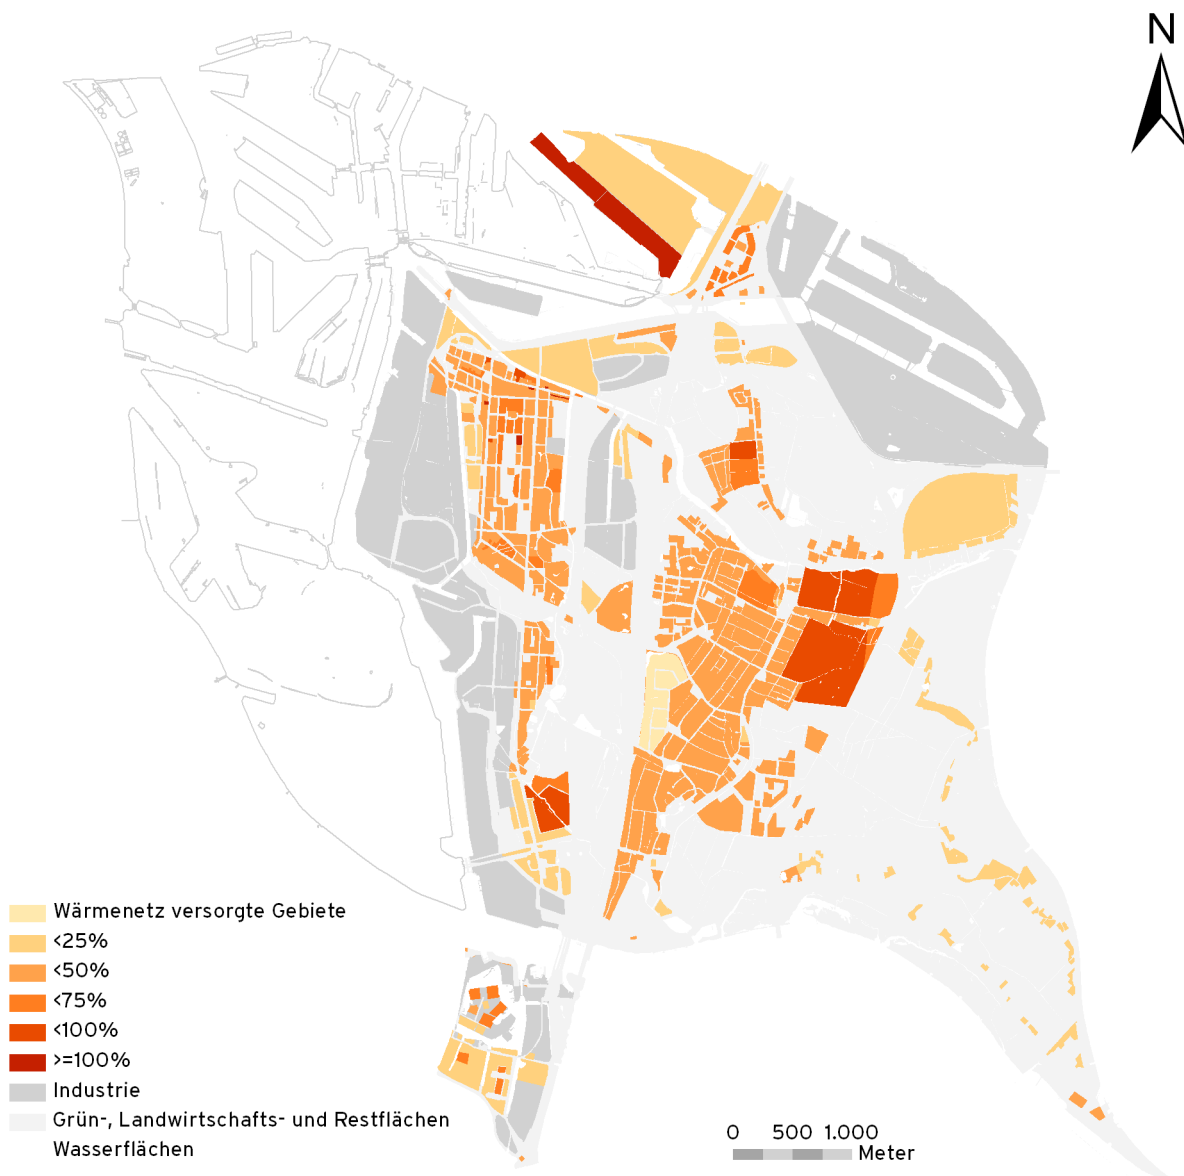 N
Wärmenetz versorgte Gebiete
<25%
<50%
<75%
<100%
>=100%
Industrie
Grün-, Landwirtschafts- und Restflächen
Wasserflächen
0 500 1.000
Meter